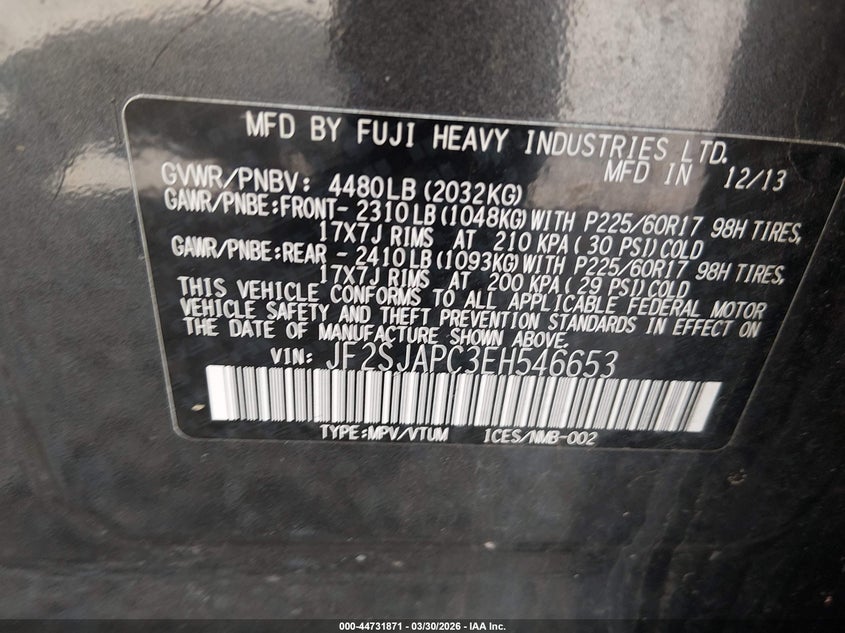 MFD BY FUJI HEAVY INDUSTRIES LTD.
MFD IN 12/13
GVWR/PNBV: 4480LB(2032KG)
GAWR/PNBE:FRONT- 2310LB(1048KG)WITH P225/60R17 98H TIRES,
17X7J RIMS AT 210 KPA( 30 PSI)COLD
GAWR/PNBE:REAR - 2410LB(1093KG)WITH P225/60R17 98H TIRES,
17X7J RIMS AT 200 KPA( 29 PSI)COLD
THIS VEHICLE CONFORMS TO ALL APPLICABLE FEDERAL MOTOR
VEHICLE SAFETY AND THEFT PREVENTION STANDARDS IN EFFECT ON
THE DATE OF MANUFACTURE SHOWN ABOVE.
VIN: JF2SJAPC3EH546653
TYPE:MPV/VTUM ICES/NMB-002
000-44731871 | 03/30/2026 | IAA Inc.